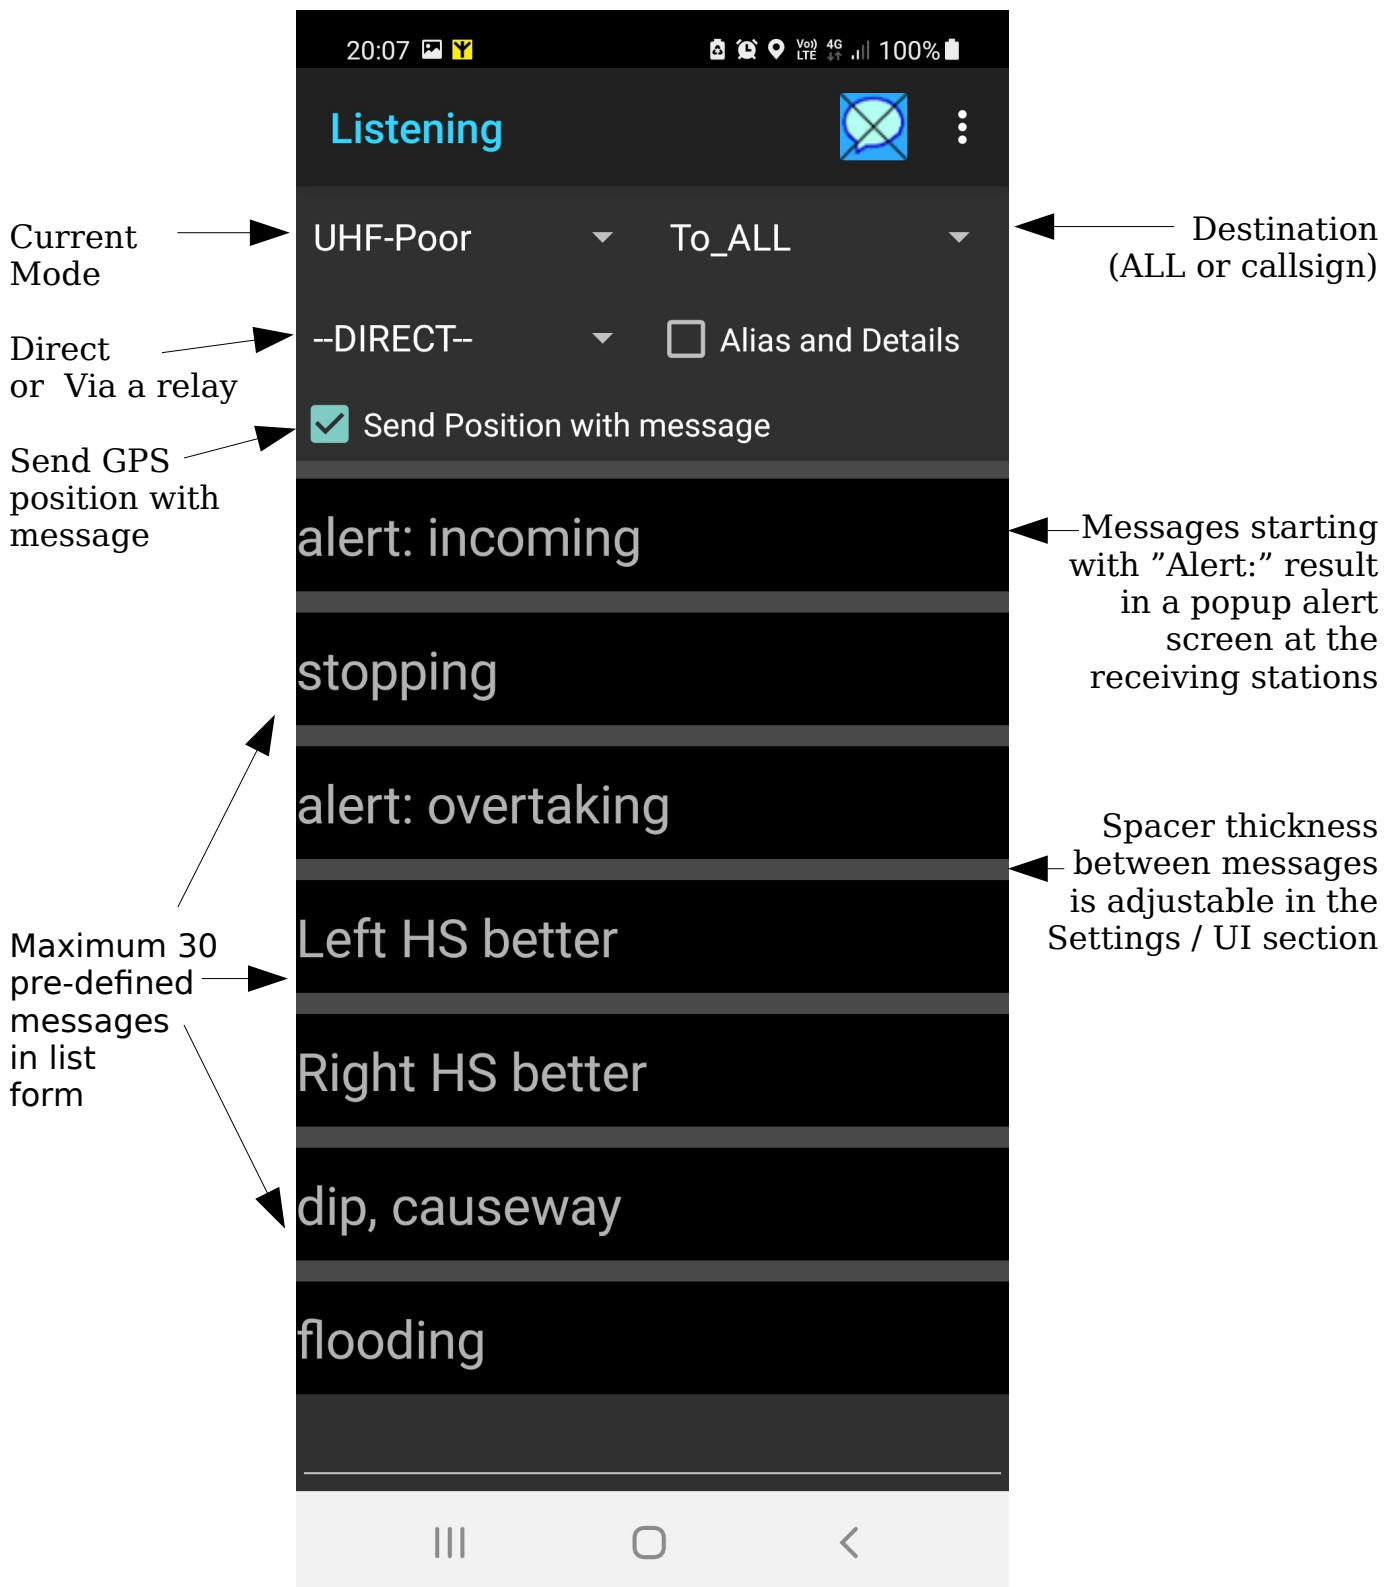 20:07
Vo)) LTE 4G 100%
Listening
Current
Mode
UHF-Poor
To_ALL
Destination
(ALL or callsign)
Direct
or Via a relay
--DIRECT--
Alias and Details
Send GPS
position with
message
Send Position with message
alert: incoming
Messages starting
with ”Alert:” result
in a popup alert
screen at the
receiving stations
stopping
alert: overtaking
Spacer thickness
between messages
is adjustable in the
Settings / UI section
Maximum 30
pre-defined
messages
in list
form
Left HS better
Right HS better
dip, causeway
flooding